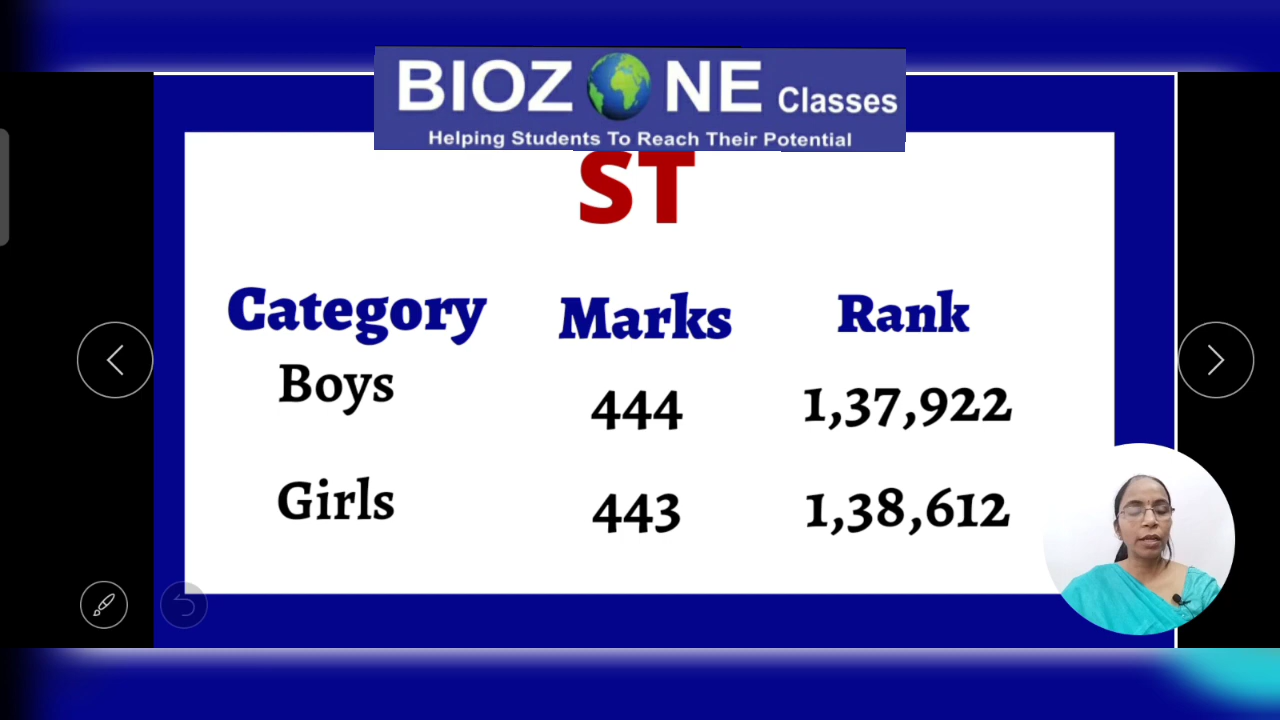 BIOZ NE Classes
Helping Students To Reach Their Potential
ST
Category Marks Rank
Boys 444 1,37,922
Girls 443 1,38,612